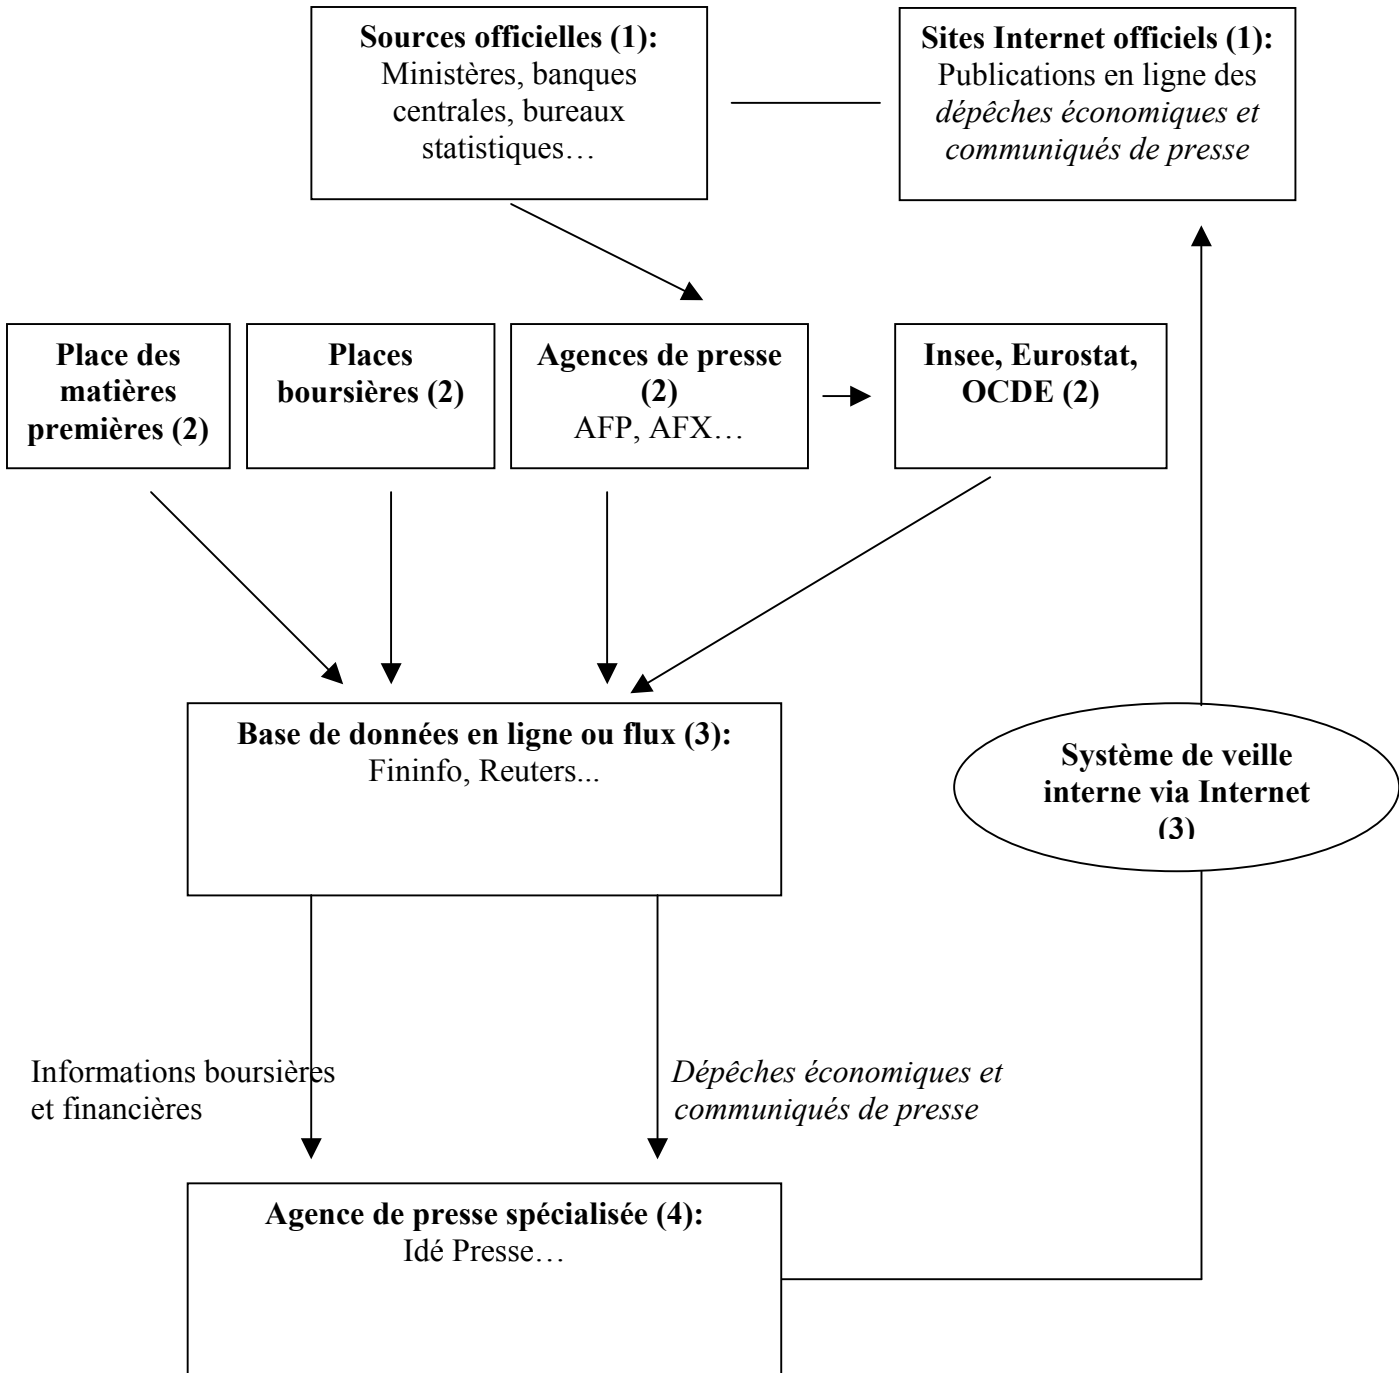 Sources officielles (1):
Ministères, banques
centrales, bureaux
statistiques…
Sites Internet officiels (1):
Publications en ligne des
dépêches économiques et
communiqués de presse
Place des
matières
premières (2)
Places
boursières (2)
Agences de presse
(2)
AFP, AFX…
Insee, Eurostat,
OCDE (2)
Base de données en ligne ou flux (3):
Fininfo, Reuters...
Système de veille
interne via Internet
(3)
Informations boursières
et financières
Dépêches économiques et
communiqués de presse
Agence de presse spécialisée (4):
Idé Presse…